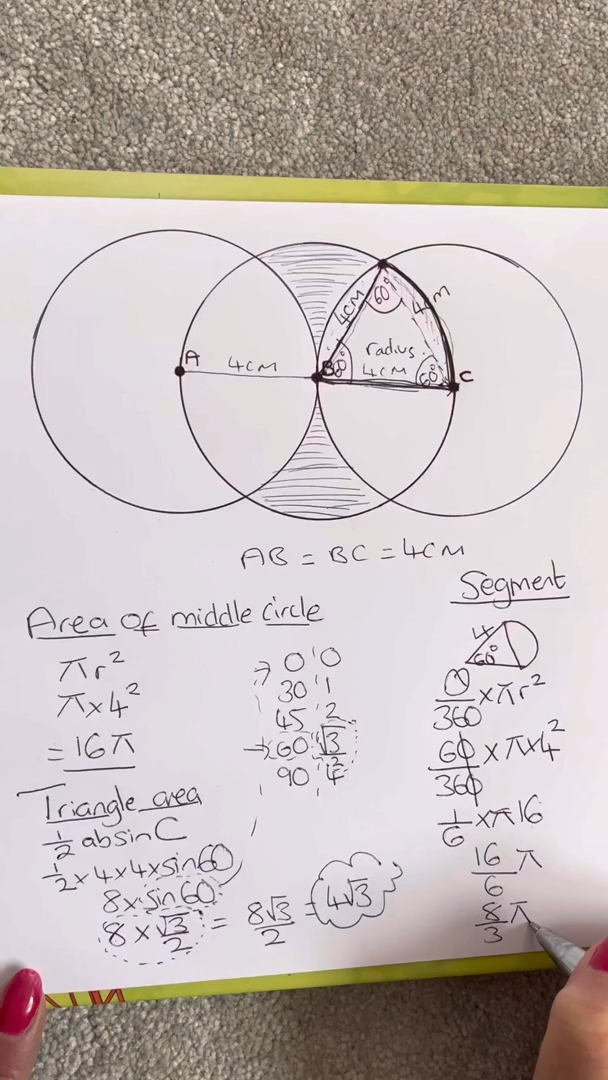 A
4cm
4cm
60°
4cm
B
60°
radius
4cm
60°
C
AB = BC = 4cm
Area of middle circle
πr²
πx4²
= 16π
0 0
30 1
45 2
60 √3
2
90 4
Triangle area
½ absinC
½ x 4 x 4 x sin60
8 x sin60
8 x √3/2 = 8√3/2 = 4√3
Segment
4
60°
θ/360 x πr²
60/360 x π x 4²
1/6 x π16
16/6 π
8/3 π